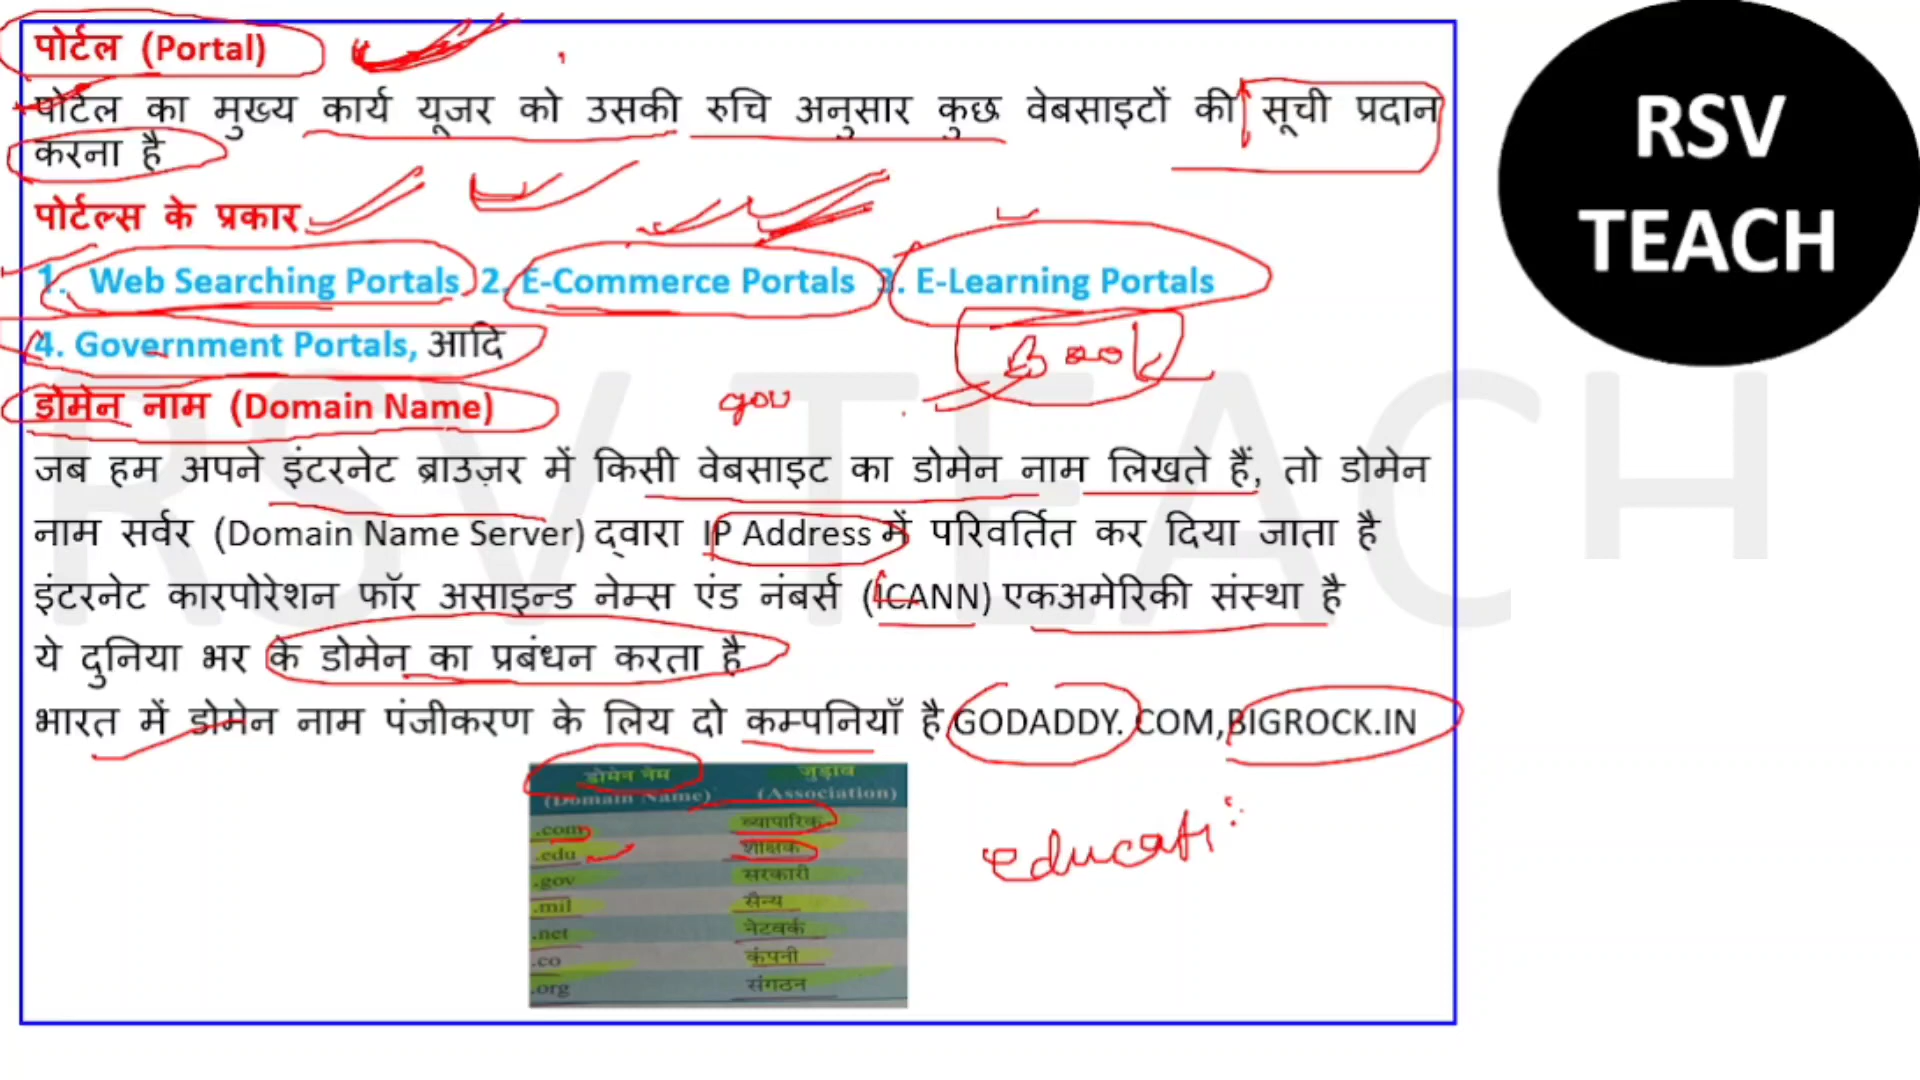 पोर्टल (Portal)
पोर्टल का मुख्य कार्य यूजर को उसकी रुचि अनुसार कुछ वेबसाइटों की सूची प्रदान
करना है
पोर्टल्स के प्रकार
1. Web Searching Portals, 2. E-Commerce Portals 3. E-Learning Portals
4. Government Portals, आदि
Book
डोमेन नाम (Domain Name)
gov
जब हम अपने इंटरनेट ब्राउज़र में किसी वेबसाइट का डोमेन नाम लिखते हैं, तो डोमेन
नाम सर्वर (Domain Name Server) द्वारा IP Address में परिवर्तित कर दिया जाता है
इंटरनेट कारपोरेशन फॉर असाइन्ड नेम्स एंड नंबर्स (ICANN) एकअमेरिकी संस्था है
ये दुनिया भर के डोमेन का प्रबंधन करता है
भारत में डोमेन नाम पंजीकरण के लिय दो कम्पनियाँ है GODADDY. COM,BIGROCK.IN
डोमेन नेम जुड़ाव
(Domain Name) (Association)
.com व्यापारिक
.edu शैक्षिक
.gov सरकारी
.mil सैन्य
.net नेटवर्क
.co कंपनी
.org संगठन
educati
RSV
TEACH
RSV TEACH